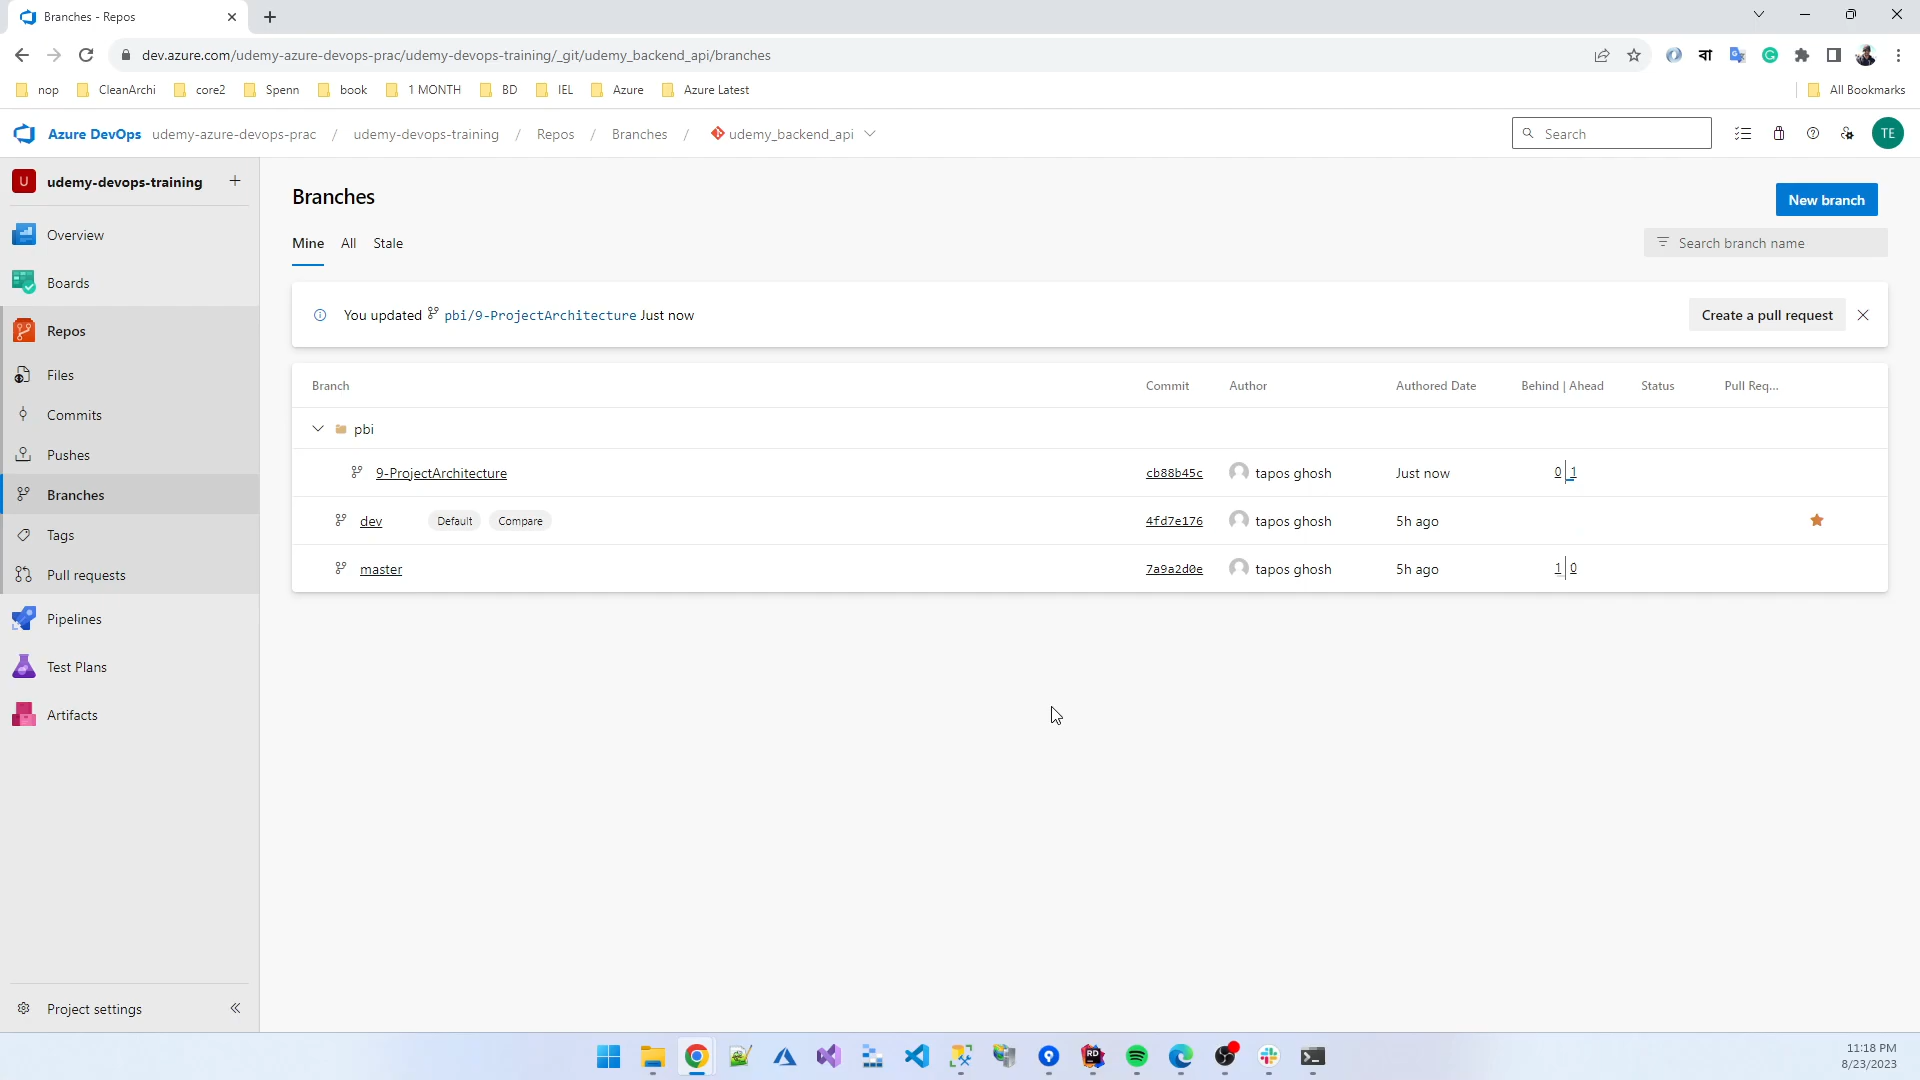 Branches - Repos
dev.azure.com/udemy-azure-devops-prac/udemy-devops-training/_git/udemy_backend_api/branches
বা
nop
CleanArchi
core2
Spenn
book
1 MONTH
BD
IEL
Azure
Azure Latest
All Bookmarks
Azure DevOps udemy-azure-devops-prac / udemy-devops-training / Repos / Branches / udemy_backend_api
Search
TE
U udemy-devops-training
Overview
Boards
Repos
Files
Commits
Pushes
Branches
Tags
Pull requests
Pipelines
Test Plans
Artifacts
Project settings
Branches
New branch
Mine All Stale
Search branch name
You updated pbi/9-ProjectArchitecture Just now
Create a pull request
Branch Commit Author Authored Date Behind | Ahead Status Pull Req...
pbi
9-ProjectArchitecture cb88b45c tapos ghosh Just now 0 | 1
dev Default Compare 4fd7e176 tapos ghosh 5h ago
master 7a9a2d0e tapos ghosh 5h ago 1 | 0
RD
11:18 PM
8/23/2023